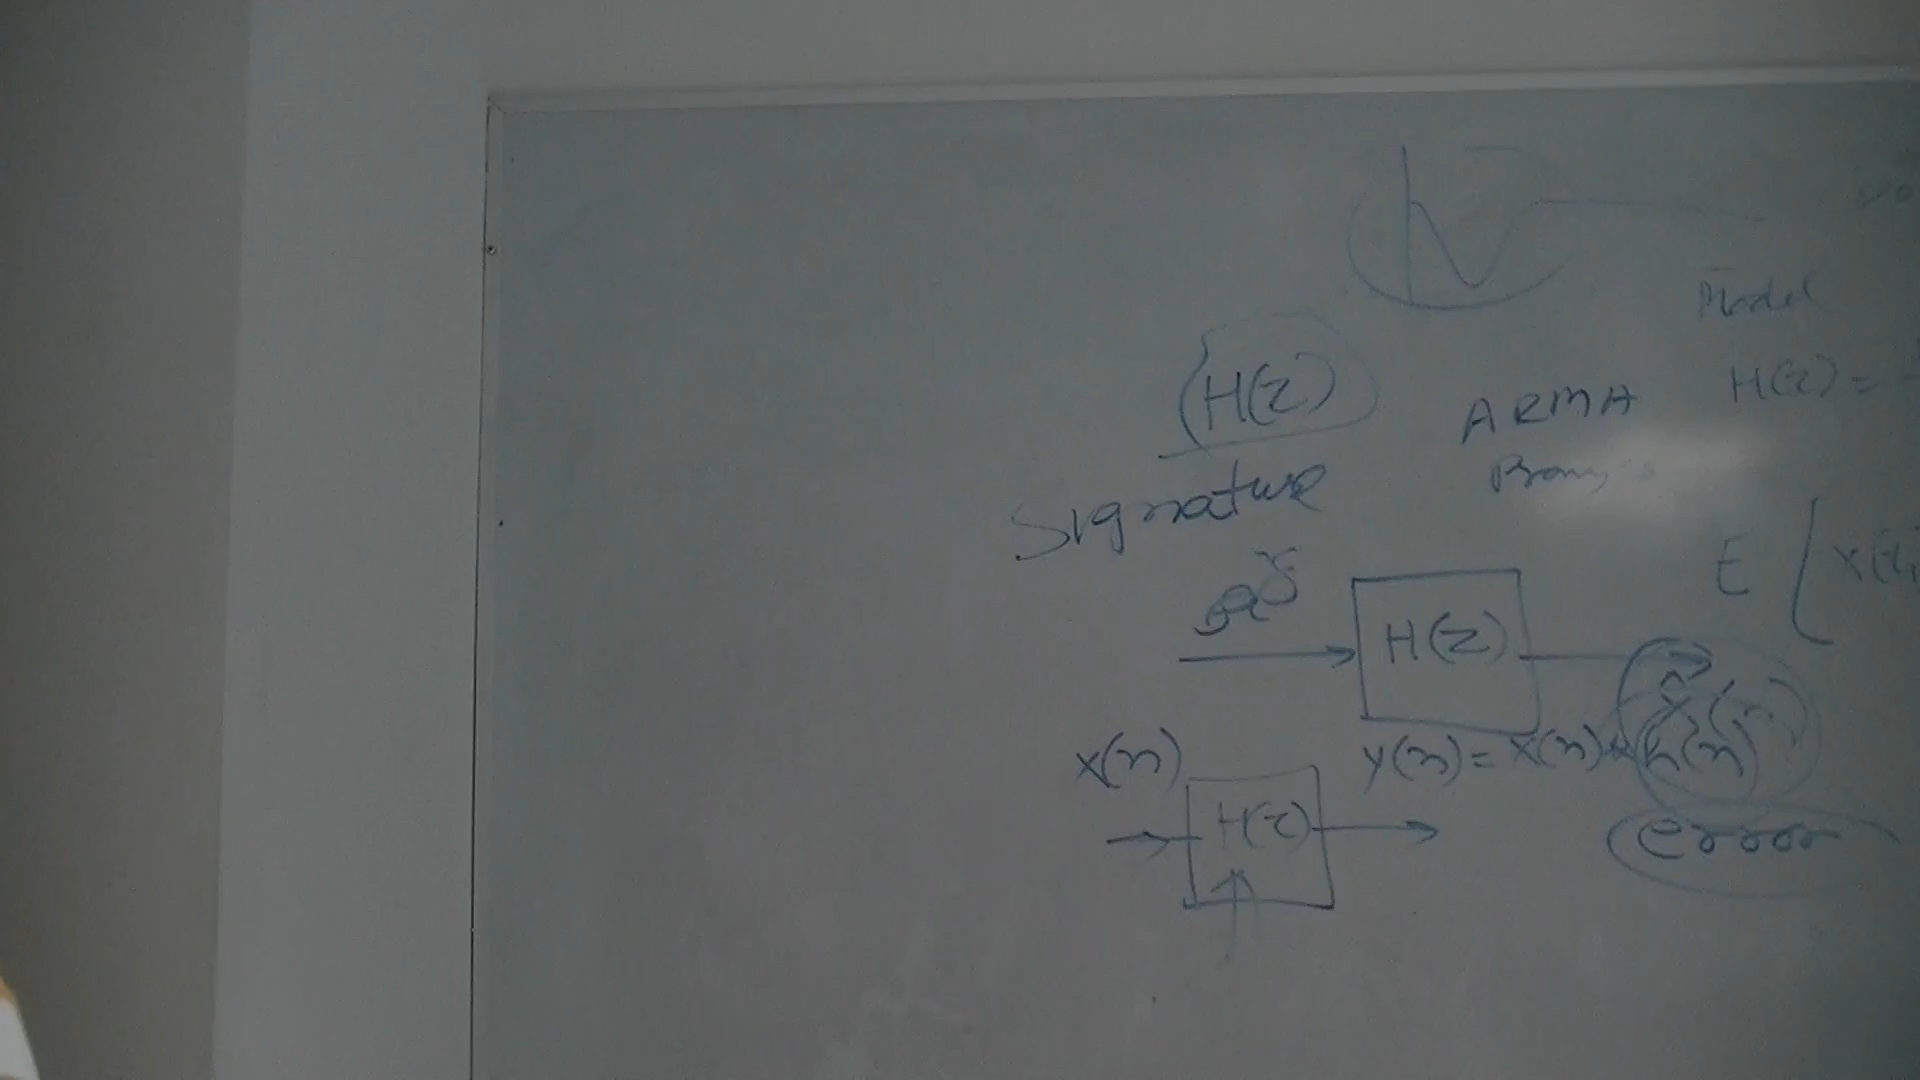 Model
H(z) =
H(z)
ARMA
Signature
E [ x(t
H(z)
x(n)
y(n) = x(n) * h(n)
H(z)
error